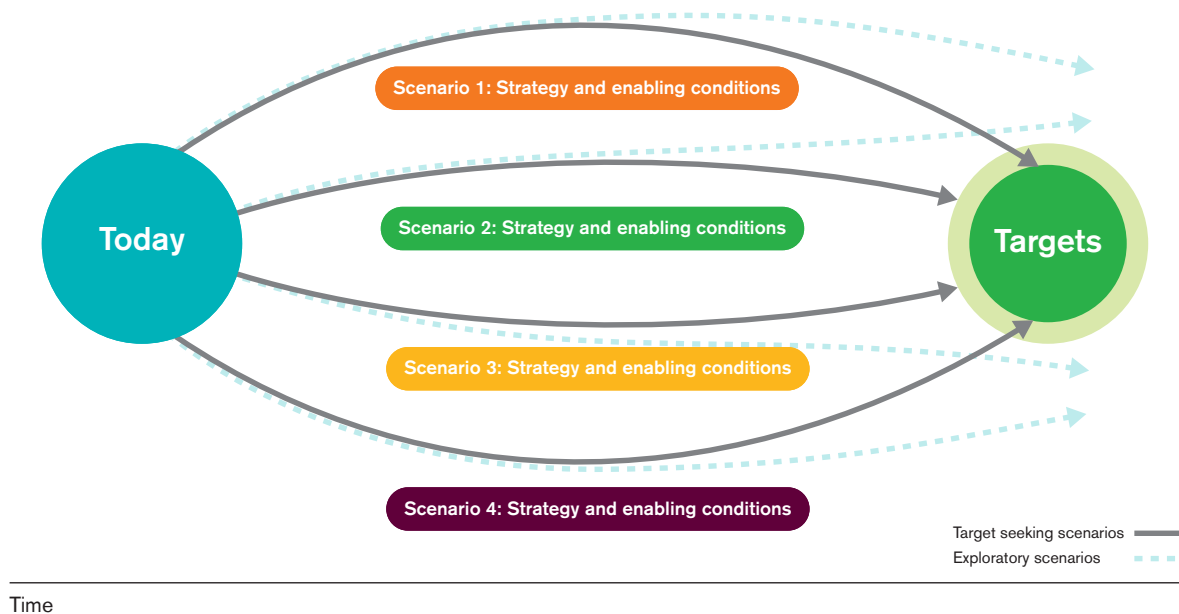 Scenario 1: Strategy and enabling conditions
Today
Scenario 2: Strategy and enabling conditions
Targets
Scenario 3: Strategy and enabling conditions
Scenario 4: Strategy and enabling conditions
Target seeking scenarios
Exploratory scenarios
Time